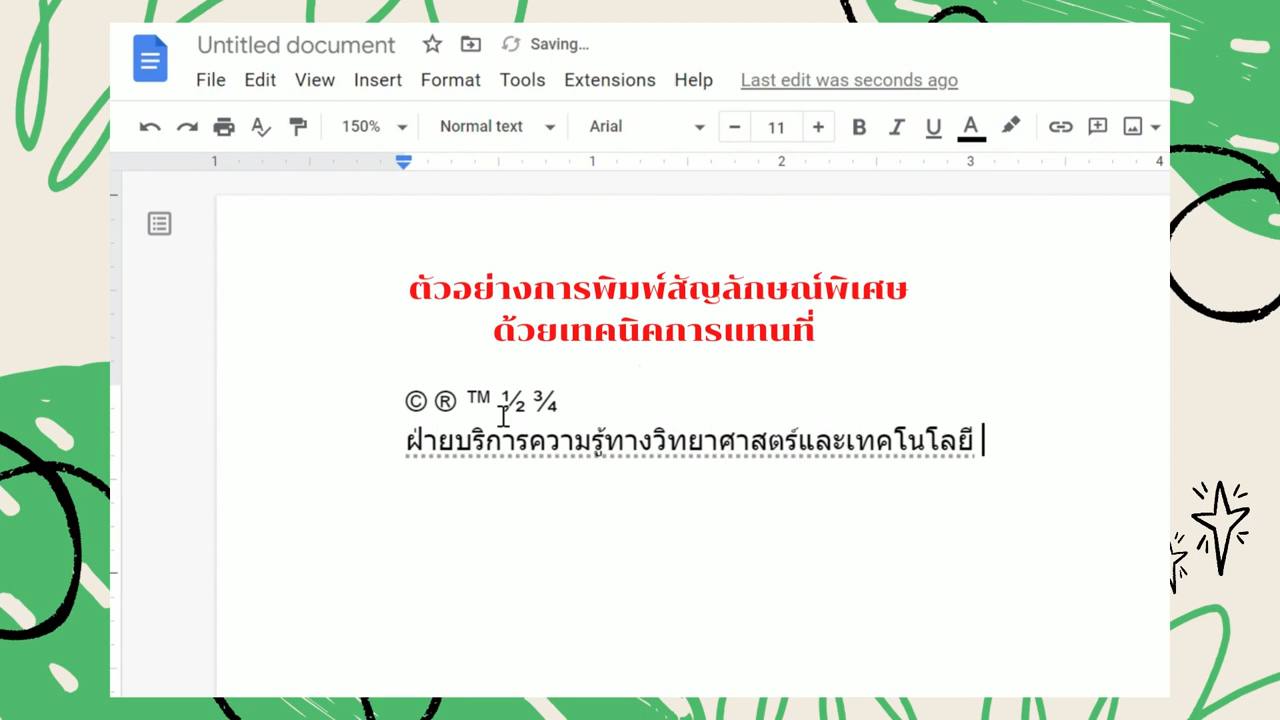 Untitled document Saving…
File Edit View Insert Format Tools Extensions Help Last edit was seconds ago
150% Normal text Arial 11 B I U A
1 1 2 3 4
ตัวอย่างการพิมพ์สัญลักษณ์พิเศษ
ด้วยเทคนิคการแทนที่
© ® ™ ½ ¾
ฝ่ายบริการความรู้ทางวิทยาศาสตร์และเทคโนโลยี